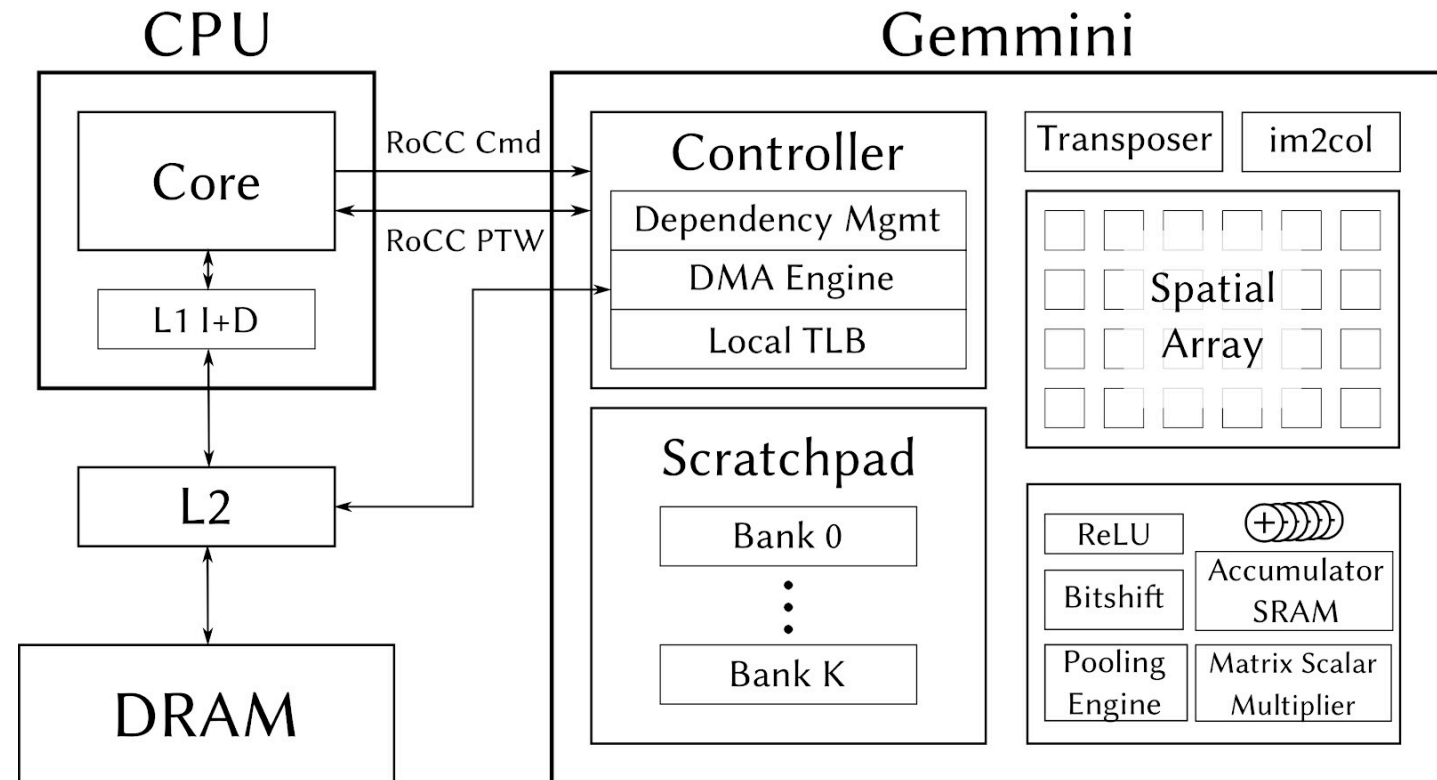 CPU
Gemmini
Core
L1 I+D
RoCC Cmd
RoCC PTW
L2
DRAM
Controller
Dependency Mgmt
DMA Engine
Local TLB
Scratchpad
Bank 0
Bank K
Transposer
im2col
Spatial
Array
ReLU
Bitshift
Accumulator
SRAM
Pooling
Engine
Matrix Scalar
Multiplier